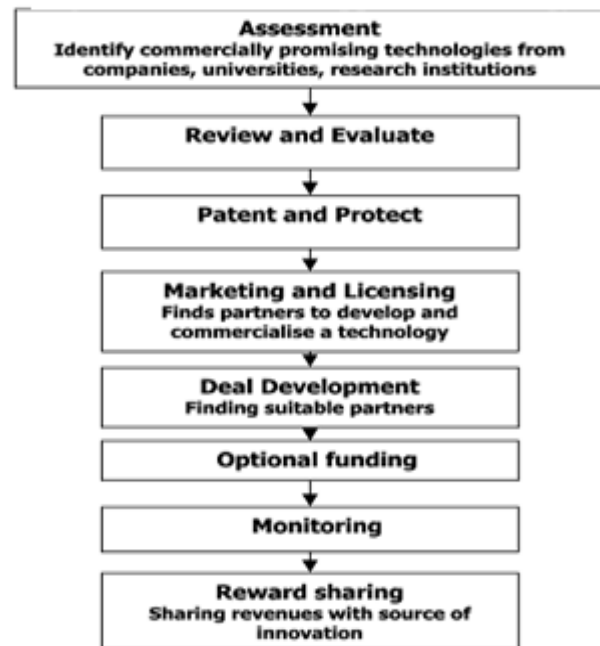 Assessment
Identify commercially promising technologies from
companies, universities, research institutions
Review and Evaluate
Patent and Protect
Marketing and Licensing
Finds partners to develop and
commercialise a technology
Deal Development
Finding suitable partners
Optional funding
Monitoring
Reward sharing
Sharing revenues with source of
innovation